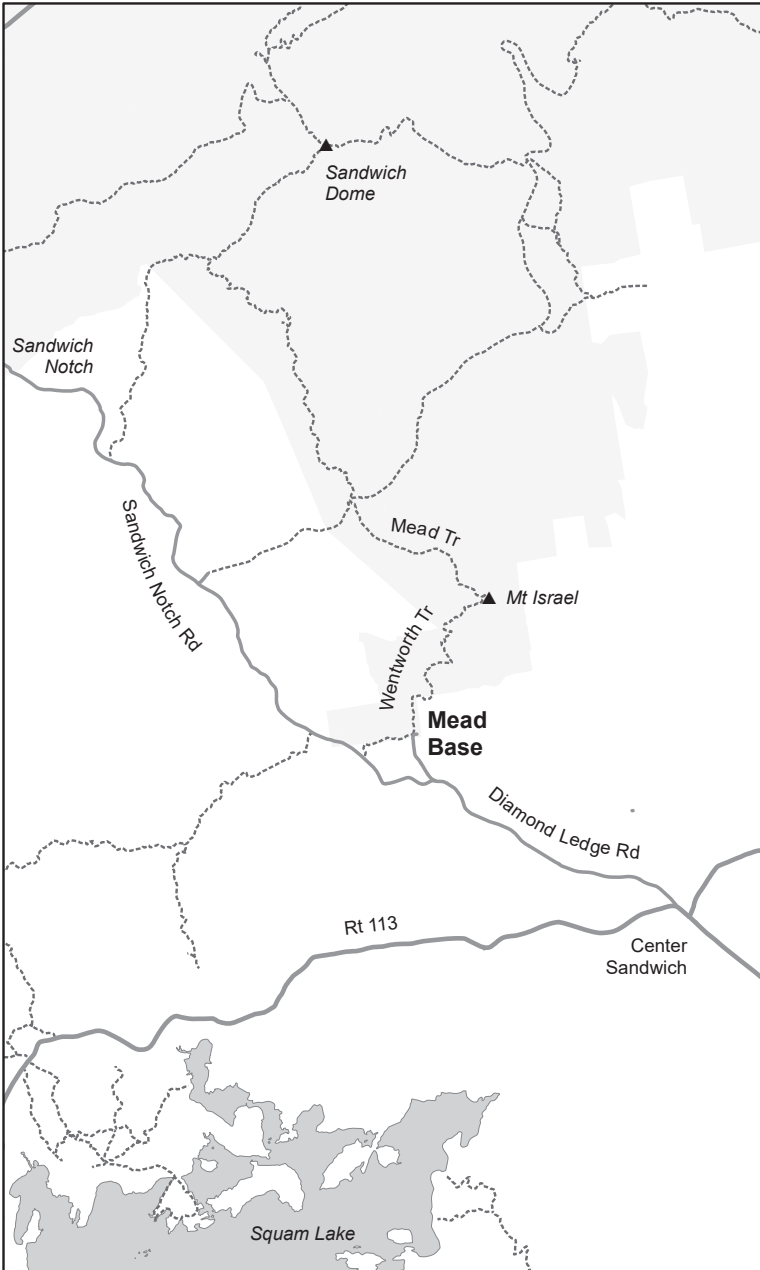 Sandwich
Dome
Sandwich
Notch
Sandwich Notch Rd
Mead Tr
Mt Israel
Wentworth Tr
Mead
Base
Diamond Ledge Rd
Rt 113
Center
Sandwich
Squam Lake